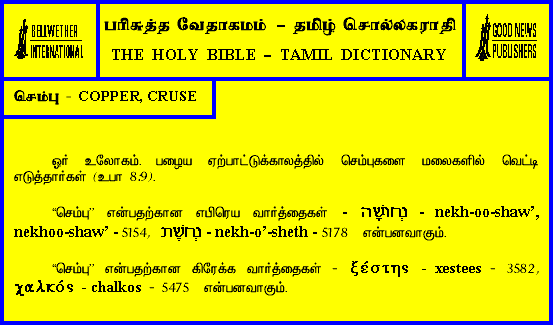 BELLWETHER
INTERNATIONAL
பரிசுத்த வேதாகமம் – தமிழ் சொல்லகராதி
THE HOLY BIBLE – TAMIL DICTIONARY
GOOD NEWS
PUBLISHERS
செம்பு - COPPER, CRUSE
ஓர் உலோகம். பழைய ஏற்பாட்டுக்காலத்தில் செம்புகளை மலைகளில் வெட்டி
எடுத்தார்கள் (உபா 8:9).
“செம்பு” என்பதற்கான எபிரெய வார்த்தைகள் - נְחוּשָׁה - nekh-oo-shaw’,
nekhoo-shaw’ - 5154, נְחֹשֶׁת - nekh-o’-sheth - 5178 என்பனவாகும்.
“செம்பு” என்பதற்கான கிரேக்க வார்த்தைகள் - ξέστης - xestees - 3582,
χαλκός - chalkos - 5475 என்பனவாகும்.